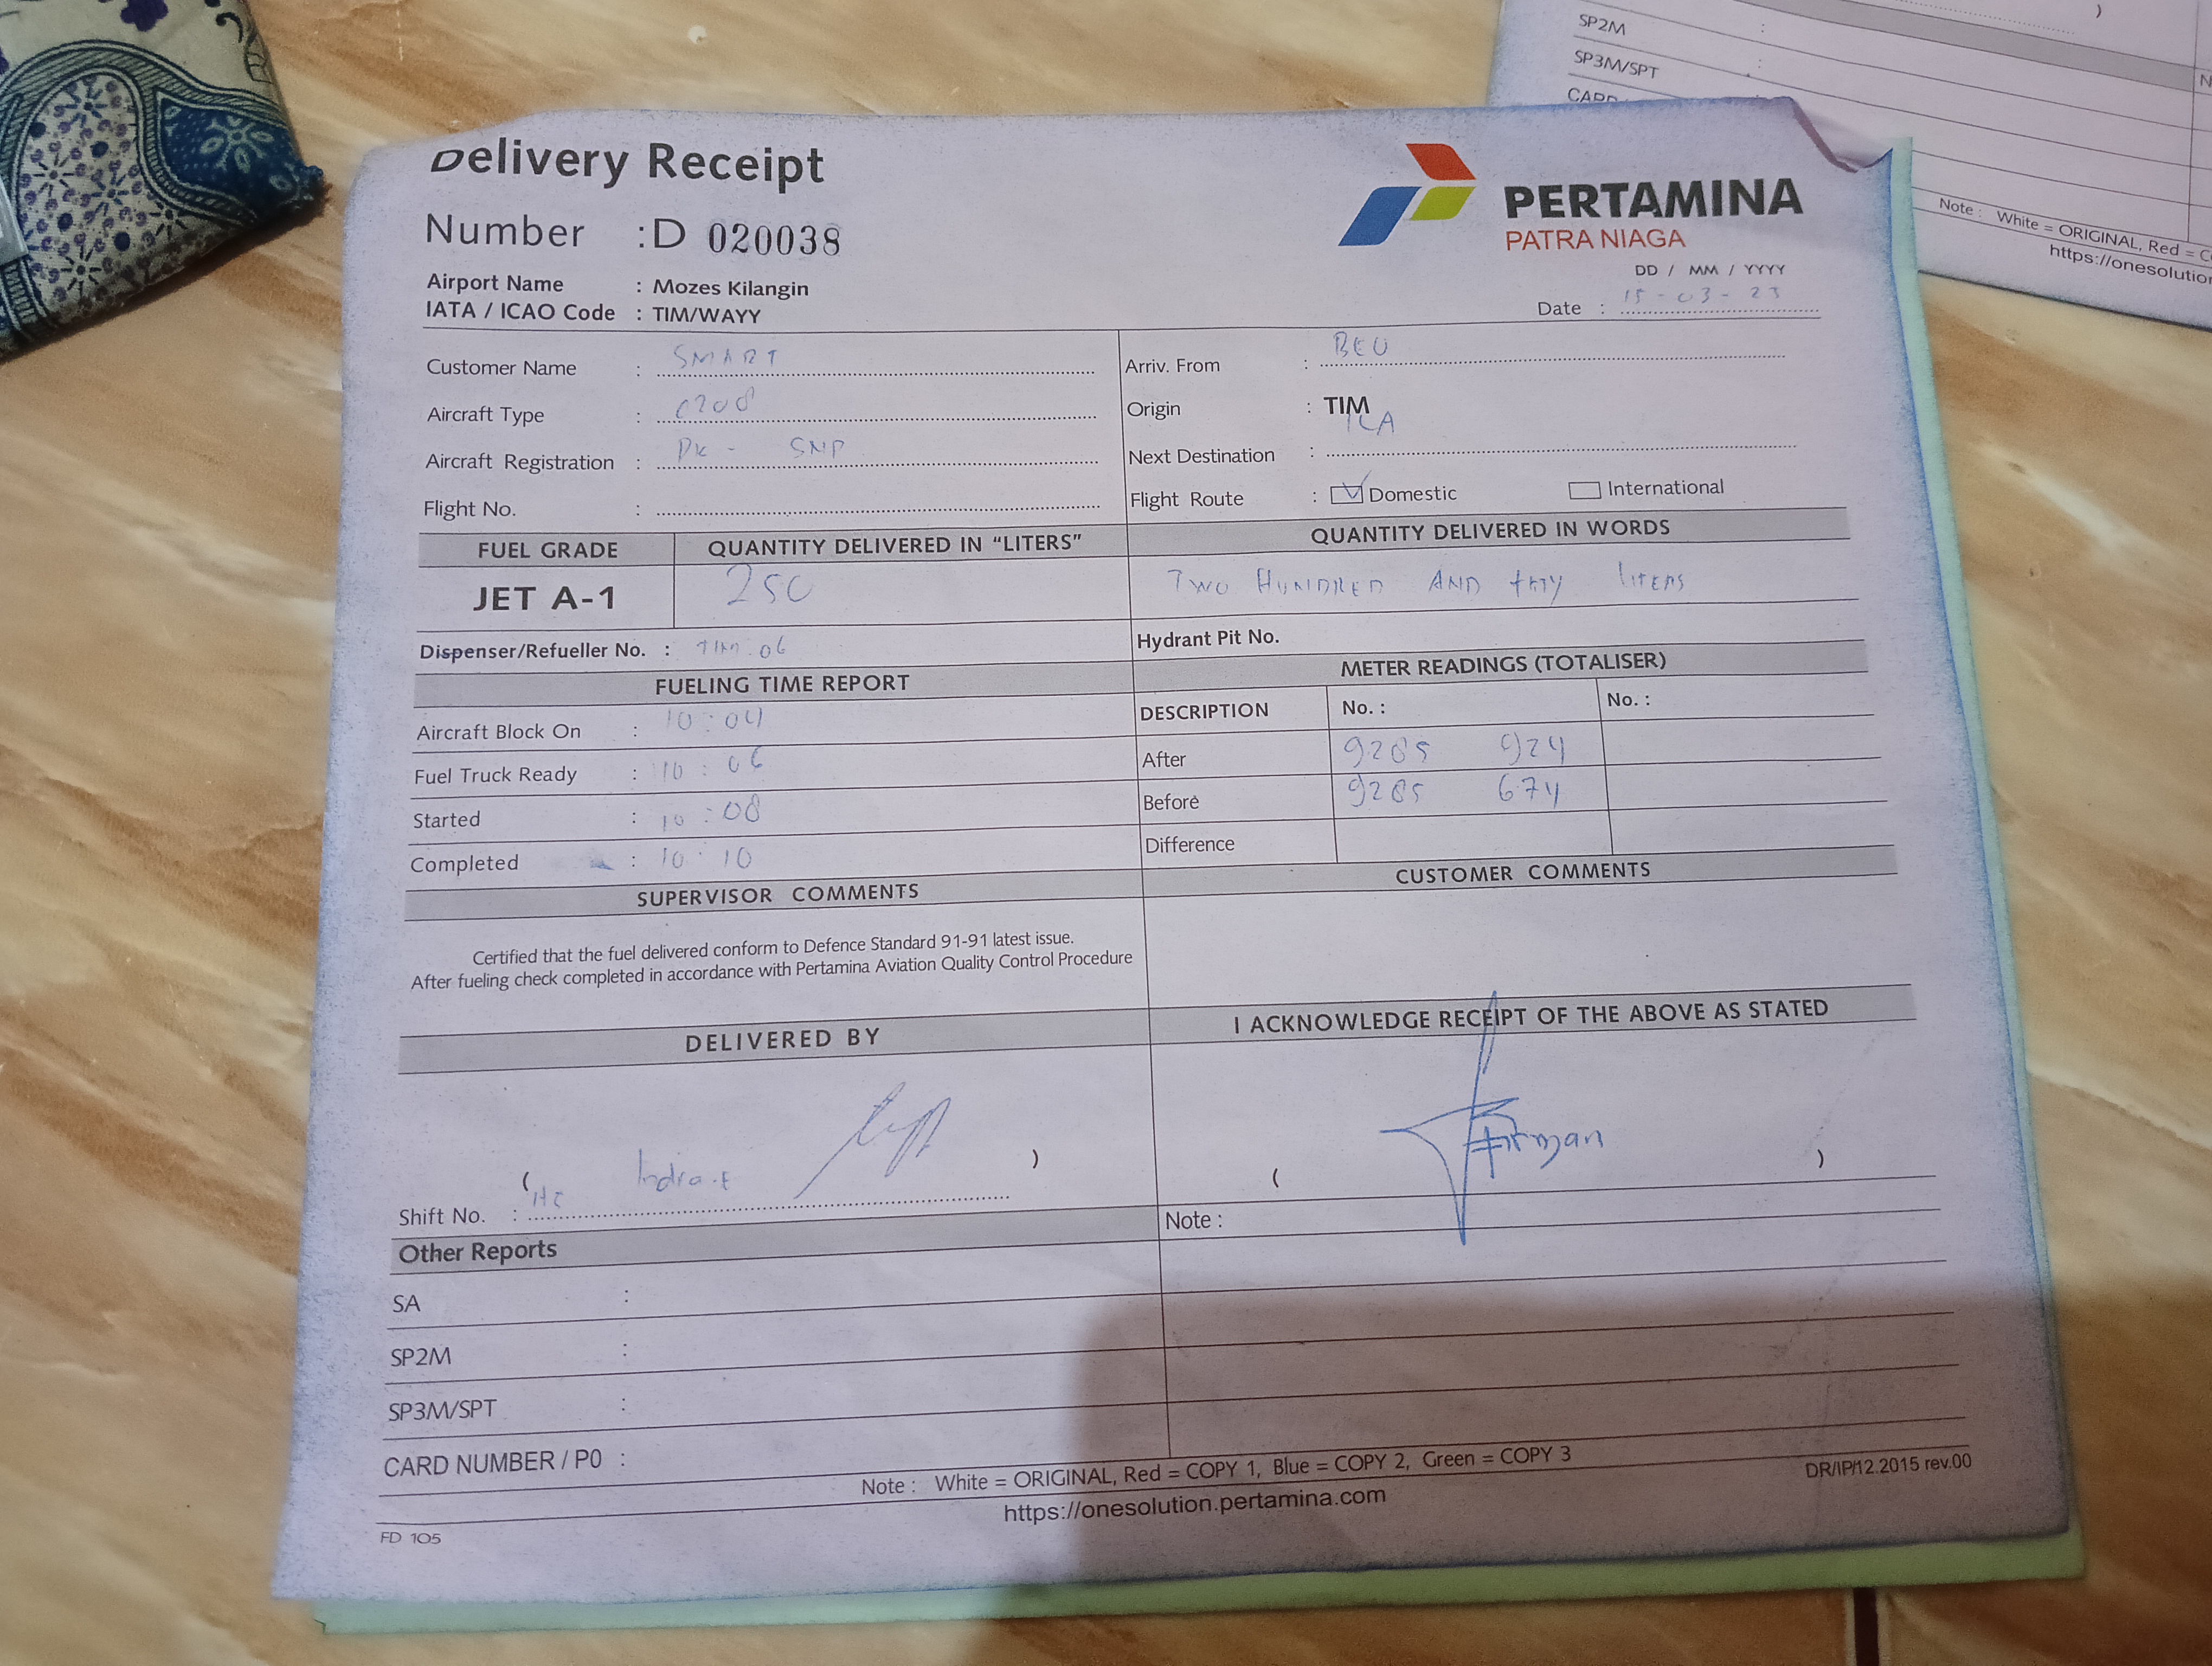 Delivery Receipt
PERTAMINA
PATRA NIAGA
Number : D 020038
DD / MM / YYYY
Airport Name : Mozes Kilangin
Date : 15-03-23
IATA / ICAO Code : TIM/WAYY
Customer Name : SMART
Arriv. From : BEU
Aircraft Type : C208
Origin : TIM
Aircraft Registration : PK - SNP
Next Destination : ILA
Flight No. :
Flight Route : Domestic International
FUEL GRADE QUANTITY DELIVERED IN “LITERS” QUANTITY DELIVERED IN WORDS
JET A-1 250 TWO HUNDRED AND LITERS
Dispenser/Refueller No. : TIM.06
Hydrant Pit No.
FUELING TIME REPORT
METER READINGS (TOTALISER)
DESCRIPTION No. : No. :
Aircraft Block On : 10:04
After 9285 924
Fuel Truck Ready : 10:06
Before 9285 674
Started : 10:08
Difference
Completed : 10:10
SUPERVISOR COMMENTS
CUSTOMER COMMENTS
Certified that the fuel delivered conform to Defence Standard 91-91 latest issue.
After fueling check completed in accordance with Pertamina Aviation Quality Control Procedure
DELIVERED BY
I ACKNOWLEDGE RECEIPT OF THE ABOVE AS STATED
( Indra.E )
( Firman )
Shift No. :
Note :
Other Reports
SA :
SP2M :
SP3M/SPT :
CARD NUMBER / P0 :
Note : White = ORIGINAL, Red = COPY 1, Blue = COPY 2, Green = COPY 3
DR/IP/12.2015 rev.00
https://onesolution.pertamina.com
FD 105
)
SP2M :
SP3M/SPT :
Note : White = ORIGINAL, Red =